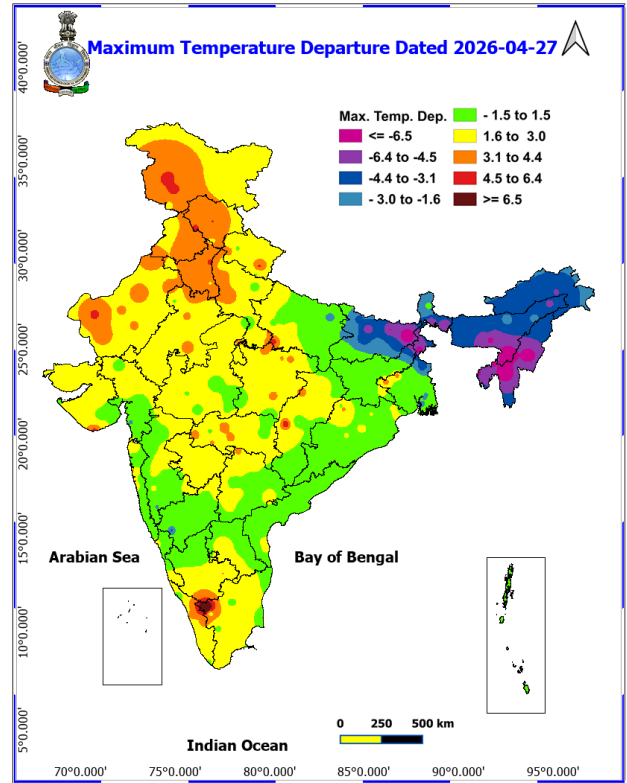 Maximum Temperature Departure Dated 2026-04-27
Max. Temp. Dep.
<= -6.5
-6.4 to -4.5
-4.4 to -3.1
- 3.0 to -1.6
- 1.5 to 1.5
1.6 to 3.0
3.1 to 4.4
4.5 to 6.4
>= 6.5
40°0.000'
35°0.000'
30°0.000'
25°0.000'
20°0.000'
15°0.000'
10°0.000'
5°0.000'
Arabian Sea
Bay of Bengal
0 250 500 km
Indian Ocean
70°0.000' 75°0.000' 80°0.000' 85°0.000' 90°0.000' 95°0.000'